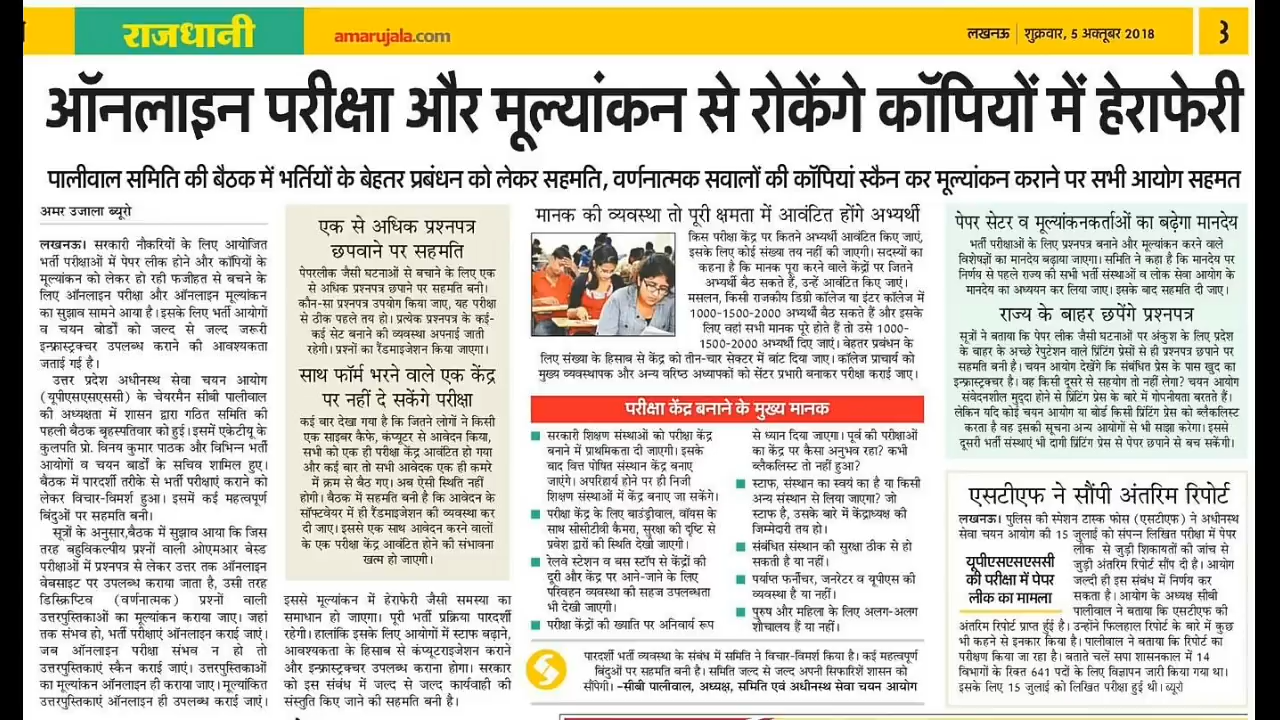 राजधानी
amarujala.com
लखनऊ | शुक्रवार, 5 अक्तूबर 2018
3
ऑनलाइन परीक्षा और मूल्यांकन से रोकेंगे कॉपियों में हेराफेरी
पालीवाल समिति की बैठक में भर्तियों के बेहतर प्रबंधन को लेकर सहमति, वर्णनात्मक सवालों की कॉपियां स्कैन कर मूल्यांकन कराने पर सभी आयोग सहमत
अमर उजाला ब्यूरो
लखनऊ। सरकारी नौकरियों के लिए आयोजित
भर्ती परीक्षाओं में पेपर लीक होने और कॉपियों के
मूल्यांकन को लेकर हो रही फजीहत से बचने के
लिए ऑनलाइन परीक्षा और ऑनलाइन मूल्यांकन
का सुझाव सामने आया है। इसके लिए भर्ती आयोगों
व चयन बोर्डों को जल्द से जल्द जरूरी
इन्फ्रास्ट्रक्चर उपलब्ध कराने की आवश्यकता
जताई गई है।
उत्तर प्रदेश अधीनस्थ सेवा चयन आयोग
(यूपीएसएसएससी) के चेयरमैन सीबी पालीवाल
की अध्यक्षता में शासन द्वारा गठित समिति की
पहली बैठक बृहस्पतिवार को हुई। इसमें एकेटीयू के
कुलपति प्रो. विनय कुमार पाठक और विभिन्न भर्ती
आयोगों व चयन बोर्डों के सचिव शामिल हुए।
बैठक में पारदर्शी तरीके से भर्ती परीक्षाएं कराने को
लेकर विचार-विमर्श हुआ। इसमें कई महत्वपूर्ण
बिंदुओं पर सहमति बनी।
सूत्रों के अनुसार,बैठक में सुझाव आया कि जिस
तरह बहुविकल्पीय प्रश्नों वाली ओएमआर बेस्ड
परीक्षाओं में प्रश्नपत्र से लेकर उत्तर तक ऑनलाइन
वेबसाइट पर उपलब्ध कराया जाता है, उसी तरह
डिस्क्रिप्टिव (वर्णनात्मक) प्रश्नों वाली
उत्तरपुस्तिकाओं का मूल्यांकन कराया जाए। जहां
तक संभव हो, भर्ती परीक्षाएं ऑनलाइन कराई जाएं।
जब ऑनलाइन परीक्षा संभव न हो तो
उत्तरपुस्तिकाएं स्कैन कराई जाएं। उत्तरपुस्तिकाओं
का मूल्यांकन ऑनलाइन ही कराया जाए। मूल्यांकित
उत्तरपुस्तिकाएं ऑनलाइन ही उपलब्ध कराई जाएं।
एक से अधिक प्रश्नपत्र
छपवाने पर सहमति
पेपरलीक जैसी घटनाओं से बचाने के लिए एक
से अधिक प्रश्नपत्र छपाने पर सहमति बनी।
कौन-सा प्रश्नपत्र उपयोग किया जाए, यह परीक्षा
से ठीक पहले तय हो। प्रत्येक प्रश्नपत्र के कई-
कई सेट बनाने की व्यवस्था अपनाई जाती
रहेगी। प्रश्नों का रैंडमाइजेशन किया जाएगा।
साथ फॉर्म भरने वाले एक केंद्र
पर नहीं दे सकेंगे परीक्षा
कई बार देखा गया है कि जितने लोगों ने किसी
एक साइबर कैफे, कंप्यूटर से आवेदन किया,
सभी को एक ही परीक्षा केंद्र आवंटित हो गया
और कई बार तो सभी आवेदक एक ही कमरे
में क्रम से बैठ गए। अब ऐसी स्थिति नहीं
होगी। बैठक में सहमति बनी है कि आवेदन के
सॉफ्टवेयर में ही रैंडमाइजेशन की व्यवस्था कर
दी जाए। इससे एक साथ आवेदन करने वालों
के एक परीक्षा केंद्र आवंटित होने की संभावना
खत्म हो जाएगी।
इससे मूल्यांकन में हेराफेरी जैसी समस्या का
समाधान हो जाएगा। पूरी भर्ती प्रक्रिया पारदर्शी
रहेगी। हालांकि इसके लिए आयोगों में स्टाफ बढ़ाने,
आवश्यकता के हिसाब से कंप्यूटराइजेशन कराने
और इन्फ्रास्ट्रक्चर उपलब्ध कराना होगा। सरकार
को इस संबंध में जल्द से जल्द कार्यवाही की
संस्तुति किए जाने की सहमति बनी है।
मानक की व्यवस्था तो पूरी क्षमता में आवंटित होंगे अभ्यर्थी
किस परीक्षा केंद्र पर कितने अभ्यर्थी आवंटित किए जाएं,
इसके लिए कोई संख्या तय नहीं की जाएगी। सदस्यों का
कहना है कि मानक पूरा करने वाले केंद्रों पर जितने
अभ्यर्थी बैठ सकते हैं, उन्हें आवंटित किए जाएं।
मसलन, किसी राजकीय डिग्री कॉलेज या इंटर कॉलेज में
1000-1500-2000 अभ्यर्थी बैठ सकते हैं और इसके
लिए वहां सभी मानक पूरे होते हैं तो उसे 1000-
1500-2000 अभ्यर्थी दिए जाएं। बेहतर प्रबंधन के
लिए संख्या के हिसाब से केंद्र को तीन-चार सेक्टर में बांट दिया जाए। कॉलेज प्राचार्य को
मुख्य व्यवस्थापक और अन्य वरिष्ठ अध्यापकों को सेंटर प्रभारी बनाकर परीक्षा कराई जाए।
परीक्षा केंद्र बनाने के मुख्य मानक
सरकारी शिक्षण संस्थाओं को परीक्षा केंद्र
बनाने में प्राथमिकता दी जाएगी। इसके
बाद वित्त पोषित संस्थान केंद्र बनाए
जाएंगे। अपरिहार्य होने पर ही निजी
शिक्षण संस्थाओं में केंद्र बनाए जा सकेंगे।
परीक्षा केंद्र के लिए बाउंड्रीवाल, वॉयस के
साथ सीसीटीवी कैमरा, सुरक्षा की दृष्टि से
प्रवेश द्वारों की स्थिति देखी जाएगी।
रेलवे स्टेशन व बस स्टॉप से केंद्रों की
दूरी और केंद्र पर आने-जाने के लिए
परिवहन व्यवस्था की सहज उपलब्धता
भी देखी जाएगी।
परीक्षा केंद्रों की ख्याति पर अनिवार्य रूप
से ध्यान दिया जाएगा। पूर्व की परीक्षाओं
का केंद्र पर कैसा अनुभव रहा? कभी
ब्लैकलिस्ट तो नहीं हुआ?
स्टाफ, संस्थान का स्वयं का है या किसी
अन्य संस्थान से लिया जाएगा? जो
स्टाफ है, उसके बारे में केंद्राध्यक्ष की
जिम्मेदारी तय हो।
संबंधित संस्थान की सुरक्षा ठीक से हो
सकती है या नहीं।
पर्याप्त फर्नीचर, जनरेटर व यूपीएस की
व्यवस्था है या नहीं।
पुरुष और महिला के लिए अलग-अलग
शौचालय हैं या नहीं।
पारदर्शी भर्ती व्यवस्था के संबंध में समिति ने विचार-विमर्श किया है। कई महत्वपूर्ण
बिंदुओं पर सहमति बनी है। समिति जल्द से जल्द अपनी सिफारिशें शासन को
सौंपेगी। -सीबी पालीवाल, अध्यक्ष, समिति एवं अधीनस्थ सेवा चयन आयोग
पेपर सेटर व मूल्यांकनकर्ताओं का बढ़ेगा मानदेय
भर्ती परीक्षाओं के लिए प्रश्नपत्र बनाने और मूल्यांकन करने वाले
विशेषज्ञों का मानदेय बढ़ाया जाएगा। समिति ने कहा है कि मानदेय पर
निर्णय से पहले राज्य की सभी भर्ती संस्थाओं व लोक सेवा आयोग के
मानदेय का अध्ययन कर लिया जाए। इसके बाद सहमति दी जाए।
राज्य के बाहर छपेंगे प्रश्नपत्र
सूत्रों ने बताया कि पेपर लीक जैसी घटनाओं पर अंकुश के लिए प्रदेश
के बाहर के अच्छे रेपुटेशन वाले प्रिंटिंग प्रेसों से ही प्रश्नपत्र छपाने पर
सहमति बनी है। चयन आयोग देखेंगे कि संबंधित प्रेस के पास खुद का
इन्फ्रास्ट्रक्चर है। वह किसी दूसरे से सहयोग तो नहीं लेगा? चयन आयोग
संवेदनशील मुद्दा होने से प्रिंटिंग प्रेस के बारे में गोपनीयता बरतते हैं।
लेकिन यदि कोई चयन आयोग या बोर्ड किसी प्रिंटिंग प्रेस को ब्लैकलिस्ट
करता है वह इसकी सूचना अन्य आयोगों से भी साझा करेगा। इससे
दूसरी भर्ती संस्थाएं भी दागी प्रिंटिंग प्रेस से पेपर छपाने से बच सकेंगी।
एसटीएफ ने सौंपी अंतरिम रिपोर्ट
लखनऊ। पुलिस की स्पेशन टास्क फोर्स (एसटीएफ) ने अधीनस्थ
सेवा चयन आयोग की 15 जुलाई को संपन्न लिखित परीक्षा में पेपर
लीक से जुड़ी शिकायतों की जांच से
जुड़ी अंतरिम रिपोर्ट सौंप दी है। आयोग
जल्दी ही इस संबंध में निर्णय कर
सकता है। आयोग के अध्यक्ष सीबी
पालीवाल ने बताया कि एसटीएफ की
यूपीएसएसएससी
की परीक्षा में पेपर
लीक का मामला
अंतरिम रिपोर्ट प्राप्त हुई है। उन्होंने फिलहाल रिपोर्ट के बारे में कुछ
भी कहने से इनकार किया है। पालीवाल ने बताया कि रिपोर्ट का
परीक्षण किया जा रहा है। बताते चलें सपा शासनकाल में 14
विभागों के रिक्त 641 पदों के लिए विज्ञापन जारी किया गया था।
इसके लिए 15 जुलाई को लिखित परीक्षा हुई थी। ब्यूरो